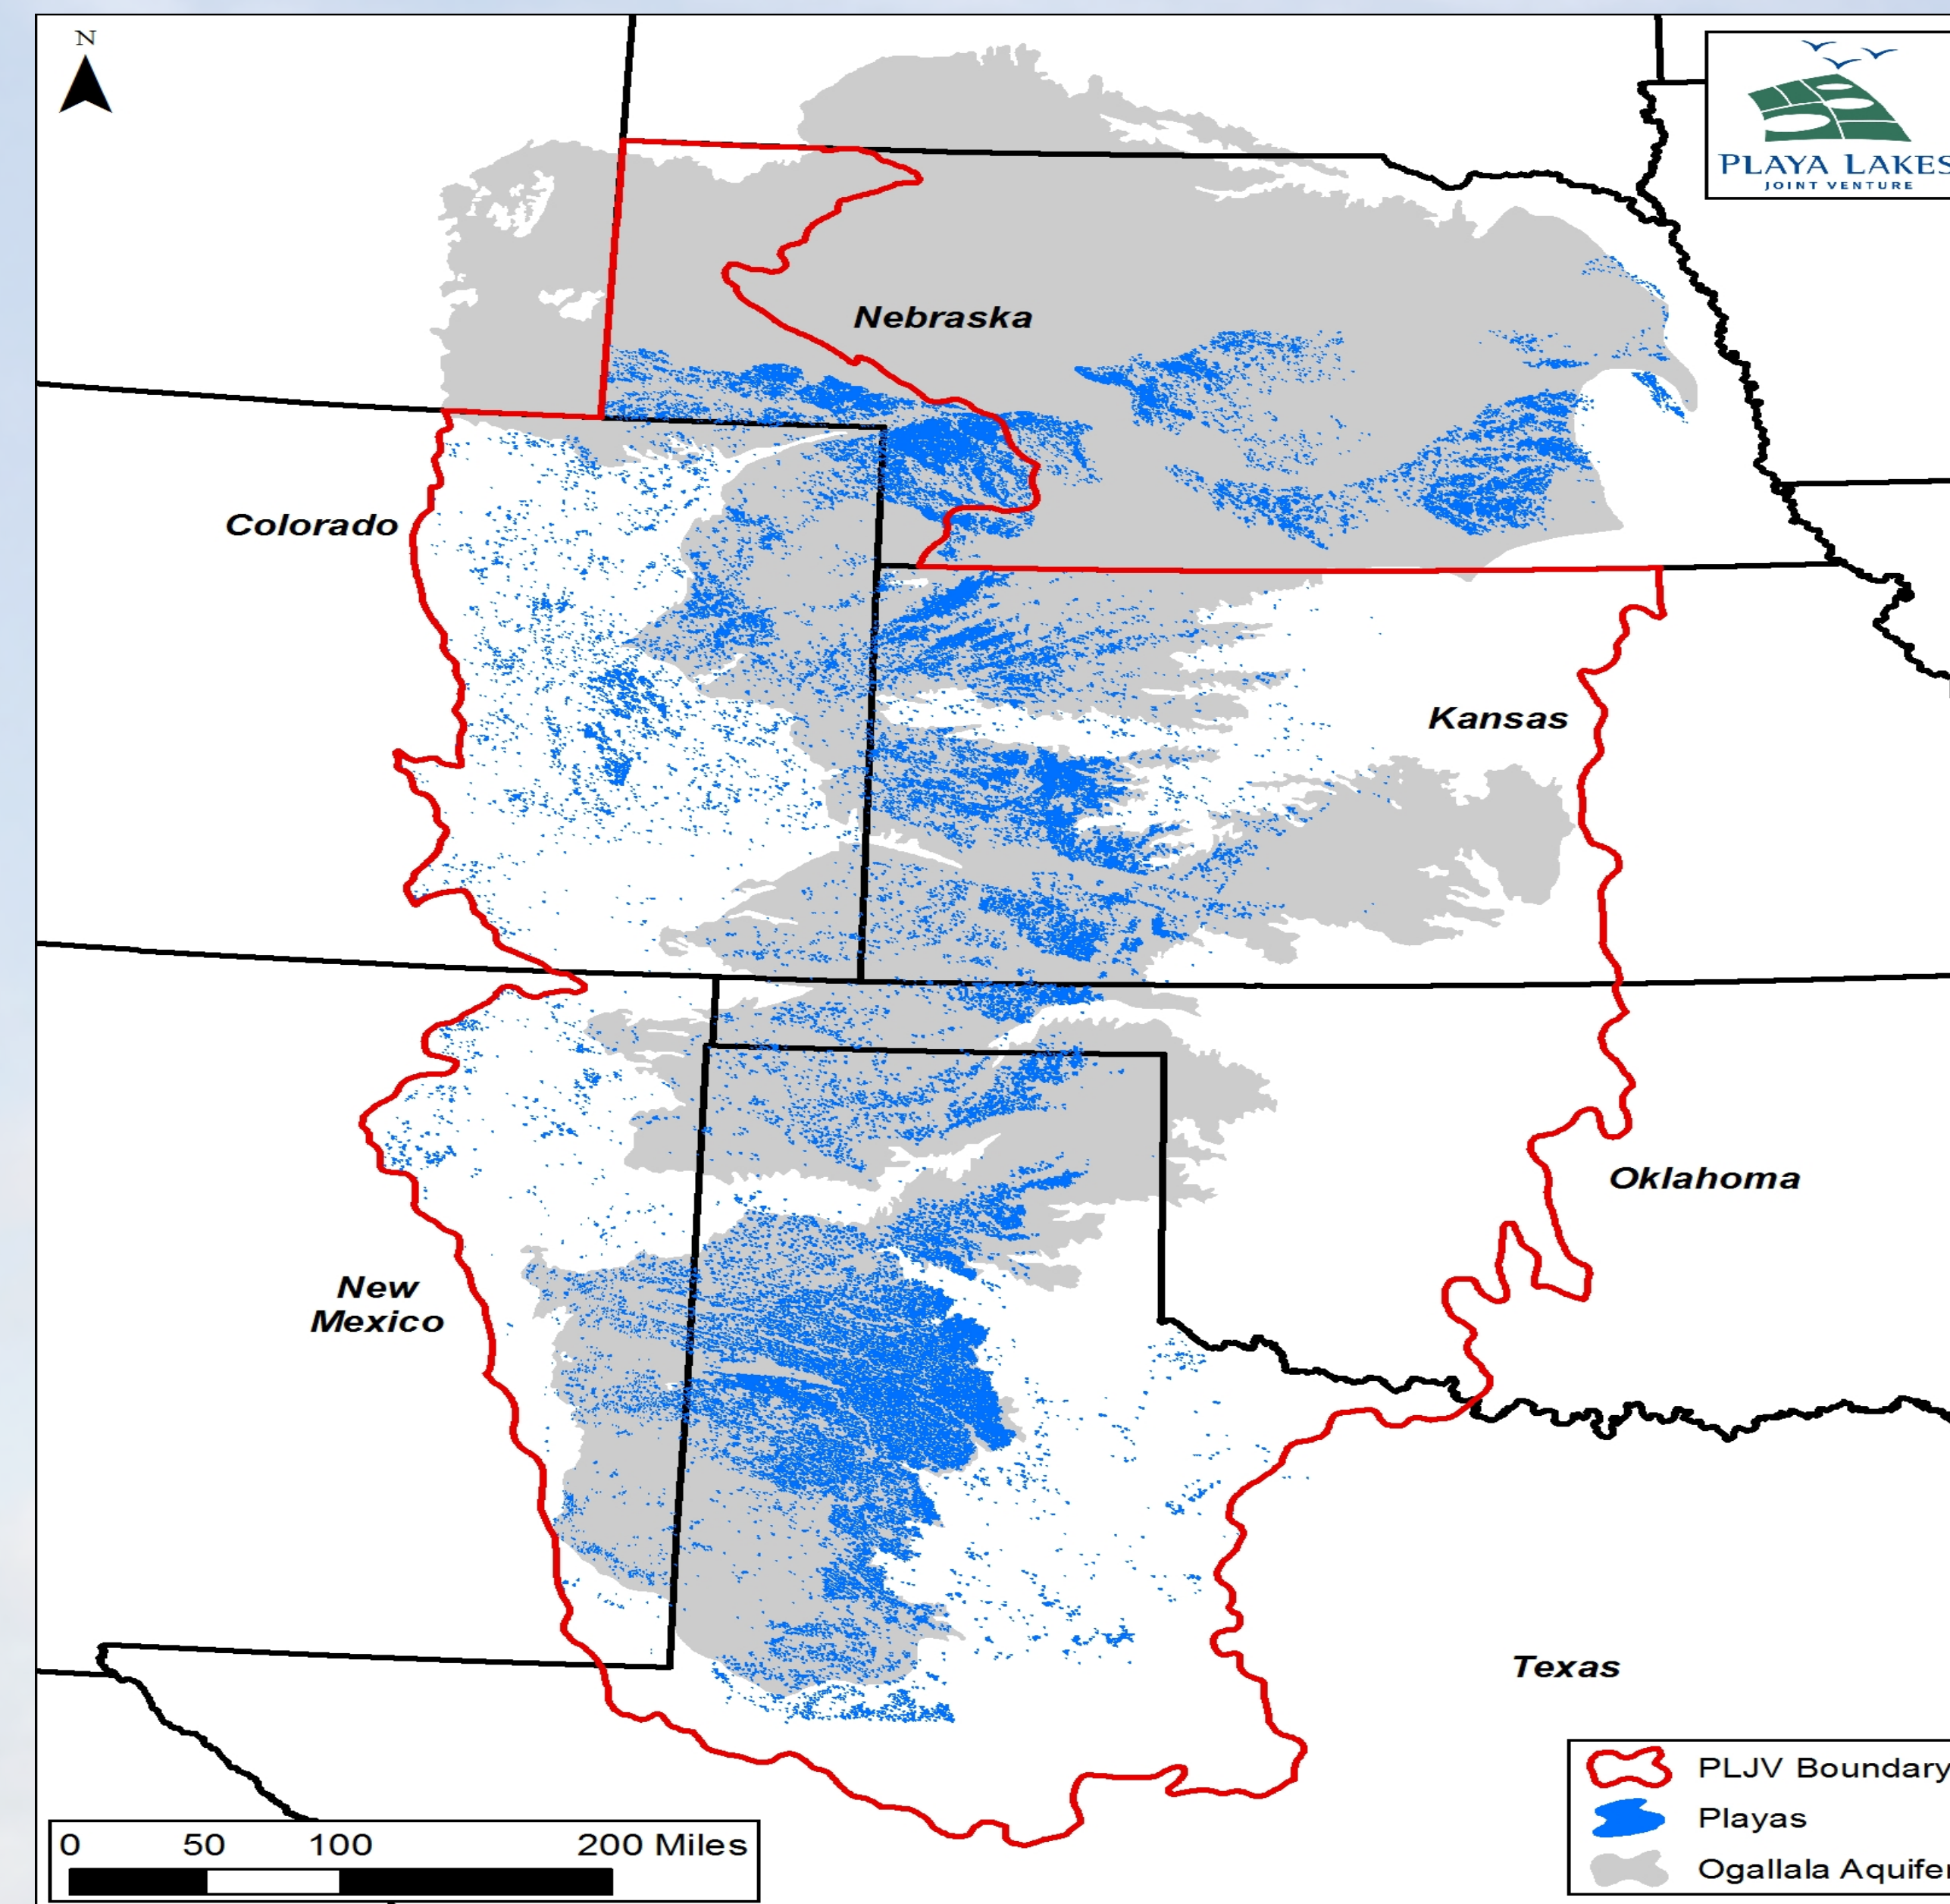 N
PLAYA LAKES
JOINT VENTURE
Nebraska
Colorado
Kansas
Oklahoma
New
Mexico
Texas
PLJV Boundary
Playas
Ogallala Aquifer
0 50 100 200 Miles